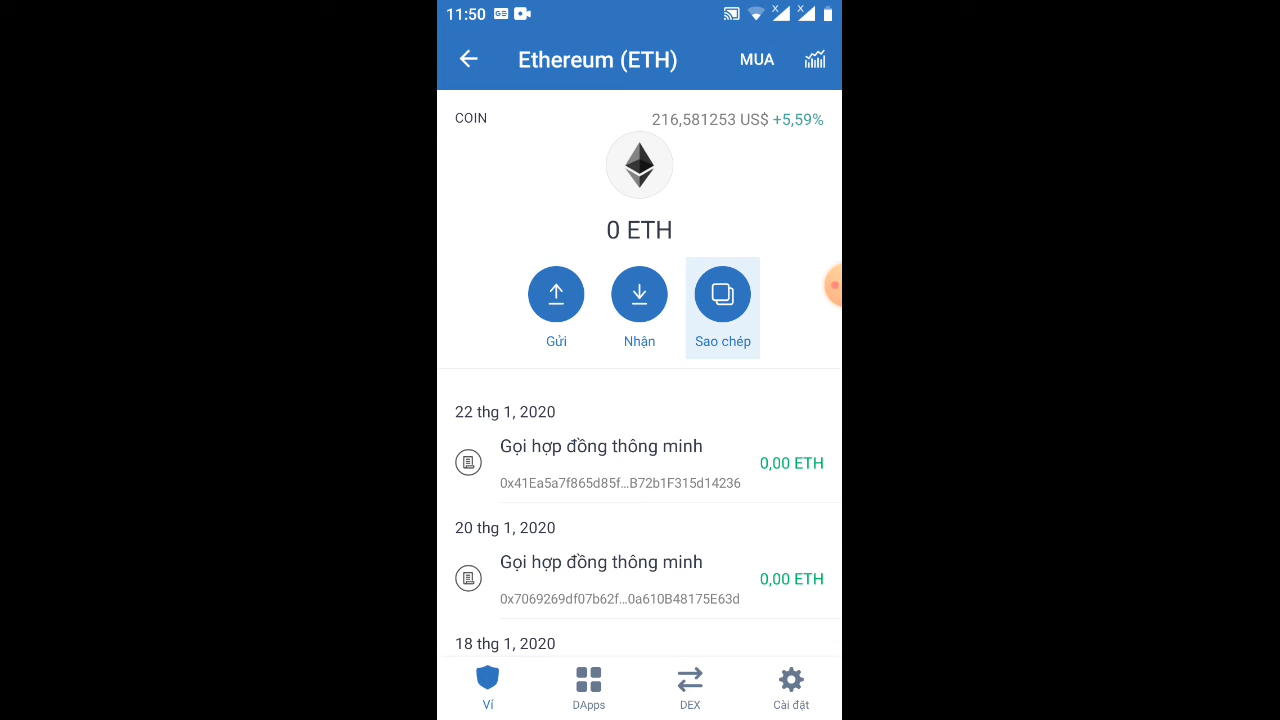 11:50 GE
Ethereum (ETH) MUA
COIN 216,581253 US$ +5,59%
0 ETH
Gửi Nhận Sao chép
22 thg 1, 2020
Gọi hợp đồng thông minh
0,00 ETH
0x41Ea5a7f865d85f...B72b1F315d14236
20 thg 1, 2020
Gọi hợp đồng thông minh
0,00 ETH
0x7069269df07b62f...0a610B48175E63d
18 thg 1, 2020
Ví DApps DEX Cài đặt